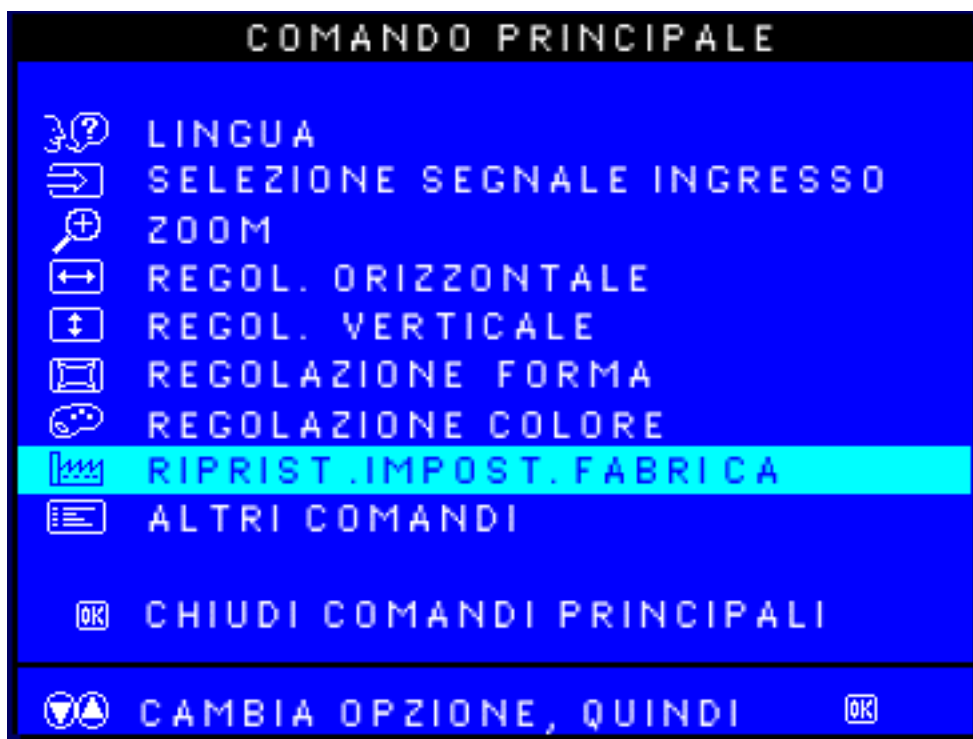 COMANDO PRINCIPALE
LINGUA
SELEZIONE SEGNALE INGRESSO
ZOOM
REGOL. ORIZZONTALE
REGOL. VERTICALE
REGOLAZIONE FORMA
REGOLAZIONE COLORE
RIPRIST.IMPOST.FABRICA
ALTRI COMANDI
OK CHIUDI COMANDI PRINCIPALI
CAMBIA OPZIONE, QUINDI OK